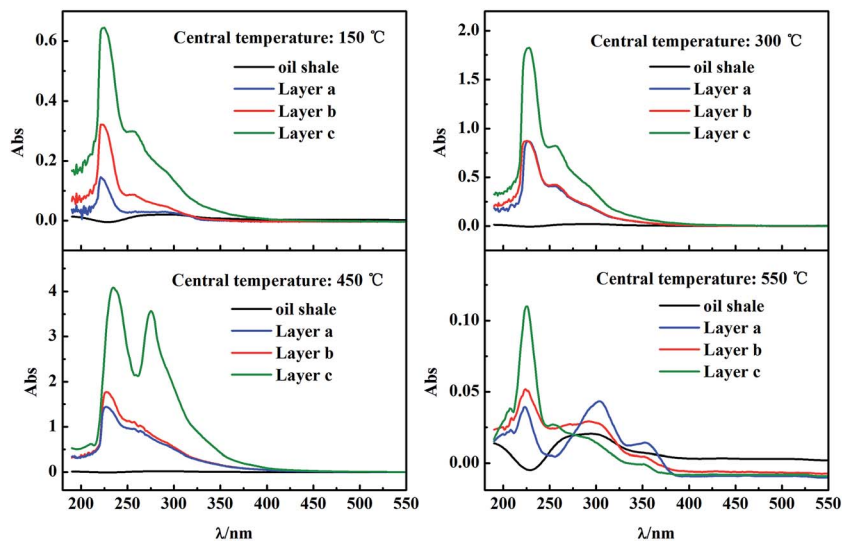 Central temperature: 150 ℃
oil shale
Layer a
Layer b
Layer c
Abs
0.6
0.4
0.2
0.0
Central temperature: 300 ℃
oil shale
Layer a
Layer b
Layer c
Abs
2.0
1.5
1.0
0.5
0.0
Central temperature: 450 ℃
oil shale
Layer a
Layer b
Layer c
Abs
4
3
2
1
0
200 250 300 350 400 450 500 550
λ/nm
Central temperature: 550 ℃
oil shale
Layer a
Layer b
Layer c
Abs
0.10
0.05
0.00
200 250 300 350 400 450 500 550
λ/nm